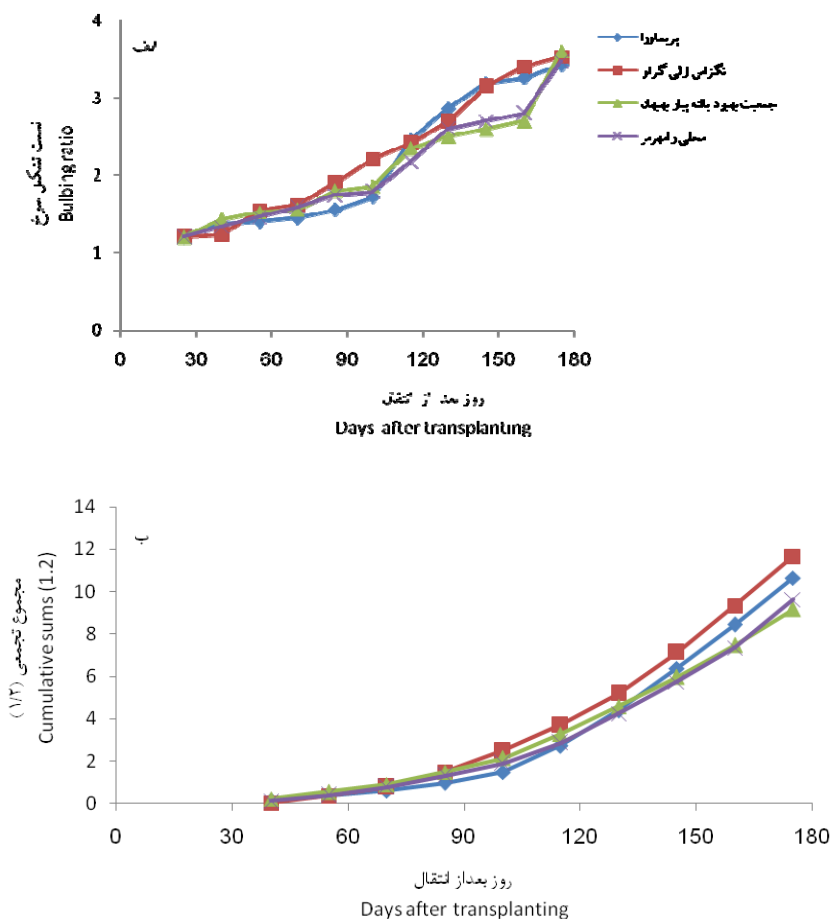 الف
4
3
2
1
0
نسبت تشکیل سوخ
Bulbing ratio
0 30 60 90 120 150 180
روز بعد از انتقال
Days after transplanting
پریماورا
تگزاس ارلی گرانو
جمعیت بهبود یافته پیاز بهبهان
محلی رامهرمز
ب
14
12
10
8
6
4
2
0
مجموع تجمعی (۱/۲)
Cumulative sums (1.2)
0 30 60 90 120 150 180
روز بعداز انتقال
Days after transplanting